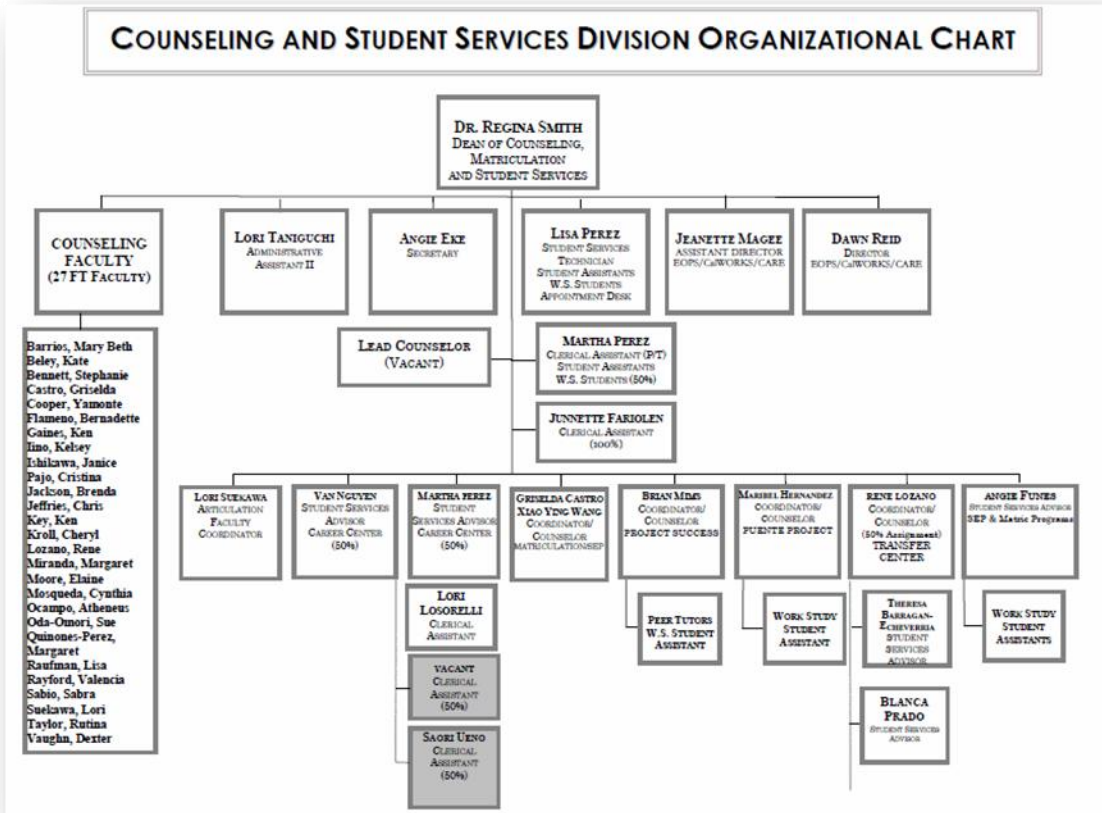 COUNSELING AND STUDENT SERVICES DIVISION ORGANIZATIONAL CHART
DR. REGINA SMITH
DEAN OF COUNSELING,
MATRICULATION
AND STUDENT SERVICES
COUNSELING
FACULTY
(27 FT FACULTY)
LORI TANIGUCHI
ADMINISTRATIVE
ASSISTANT II
ANGIE EKE
SECRETARY
LISA PEREZ
STUDENT SERVICES
TECHNICIAN
STUDENT ASSISTANTS
W.S. STUDENTS
APPOINTMENT DESK
JEANETTE MAGEE
ASSISTANT DIRECTOR
EOPS/CalWORKS/CARE
DAWN REID
DIRECTOR
EOPS/CalWORKS/CARE
Barrios, Mary Beth
Beley, Kate
Bennett, Stephanie
Castro, Griselda
Cooper, Yamonte
Flameno, Bernadette
Gaines, Ken
Iino, Kelsey
Ishikawa, Janice
Pajo, Cristina
Jackson, Brenda
Jeffries, Chris
Key, Ken
Kroll, Cheryl
Lozano, Rene
Miranda, Margaret
Moore, Elaine
Mosqueda, Cynthia
Ocampo, Atheneus
Oda-Omori, Sue
Quinones-Perez,
Margaret
Raufman, Lisa
Rayford, Valencia
Sabio, Sabra
Suekawa, Lori
Taylor, Rutina
Vaughn, Dexter
LEAD COUNSELOR
(VACANT)
MARTHA PEREZ
CLERICAL ASSISTANT (P/T)
STUDENT ASSISTANTS
W.S. STUDENTS (50%)
JUNNETTE FARIOLEN
CLERICAL ASSISTANT
(100%)
LORI SUEKAWA
ARTICULATION
FACULTY
COORDINATOR
VAN NGUYEN
STUDENT SERVICES
ADVISOR
CAREER CENTER
(50%)
MARTHA PEREZ
STUDENT
SERVICES ADVISOR
CAREER CENTER
(50%)
GRISELDA CASTRO
XIAO YING WANG
COORDINATOR/
COUNSELOR
MATRICULATION/SEP
BRIAN MIMS
COORDINATOR/
COUNSELOR
PROJECT SUCCESS
MARIBEL HERNANDEZ
COORDINATOR/
COUNSELOR
PUENTE PROJECT
RENE LOZANO
COORDINATOR/
COUNSELOR
(50% Assignment)
TRANSFER
CENTER
ANGIE FUNES
STUDENT SERVICES ADVISOR
SEP & Matric Programs
LORI
LOSORELLI
CLERICAL
ASSISTANT
VACANT
CLERICAL
ASSISTANT
(50%)
SAORI UENO
CLERICAL
ASSISTANT
(50%)
PEER TUTORS
W.S. STUDENT
ASSISTANT
WORK STUDY
STUDENT
ASSISTANT
THERESA
BARRAGAN-
ECHEVERRIA
STUDENT
SERVICES
ADVISOR
BLANCA
PRADO
STUDENT SERVICES
ADVISOR
WORK STUDY
STUDENT
ASSISTANTS